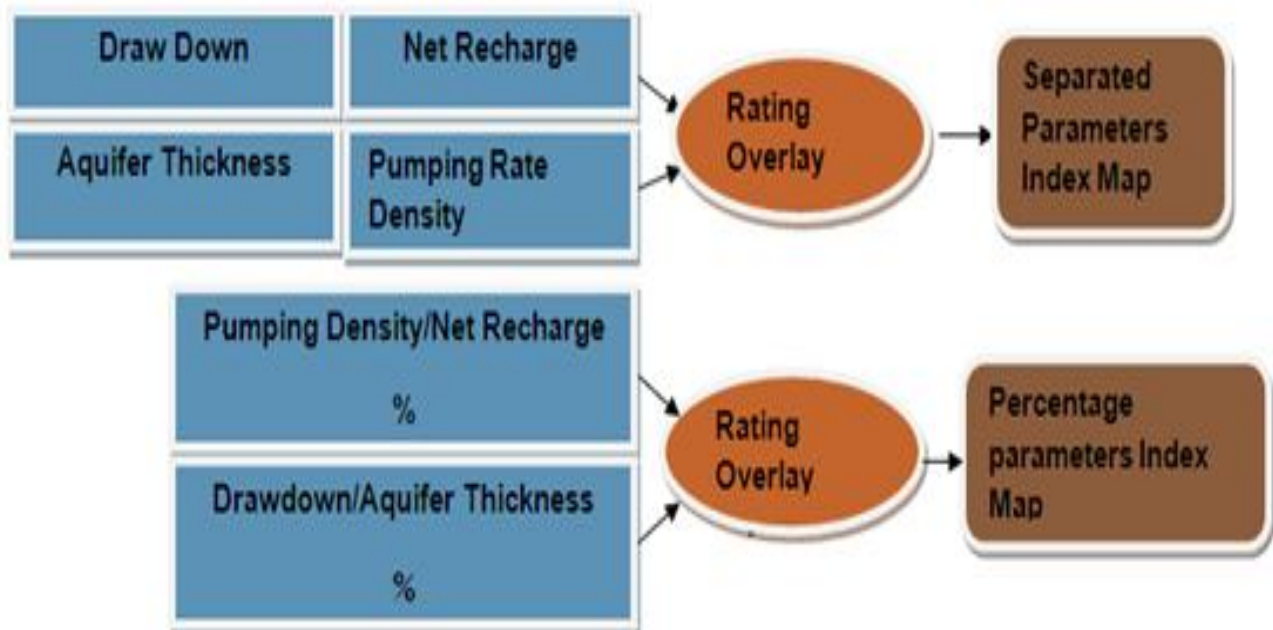 Draw Down
Net Recharge
Aquifer Thickness
Pumping Rate
Density
Rating
Overlay
Separated
Parameters
Index Map
Pumping Density/Net Recharge
%
Drawdown/Aquifer Thickness
%
Rating
Overlay
Percentage
parameters Index
Map